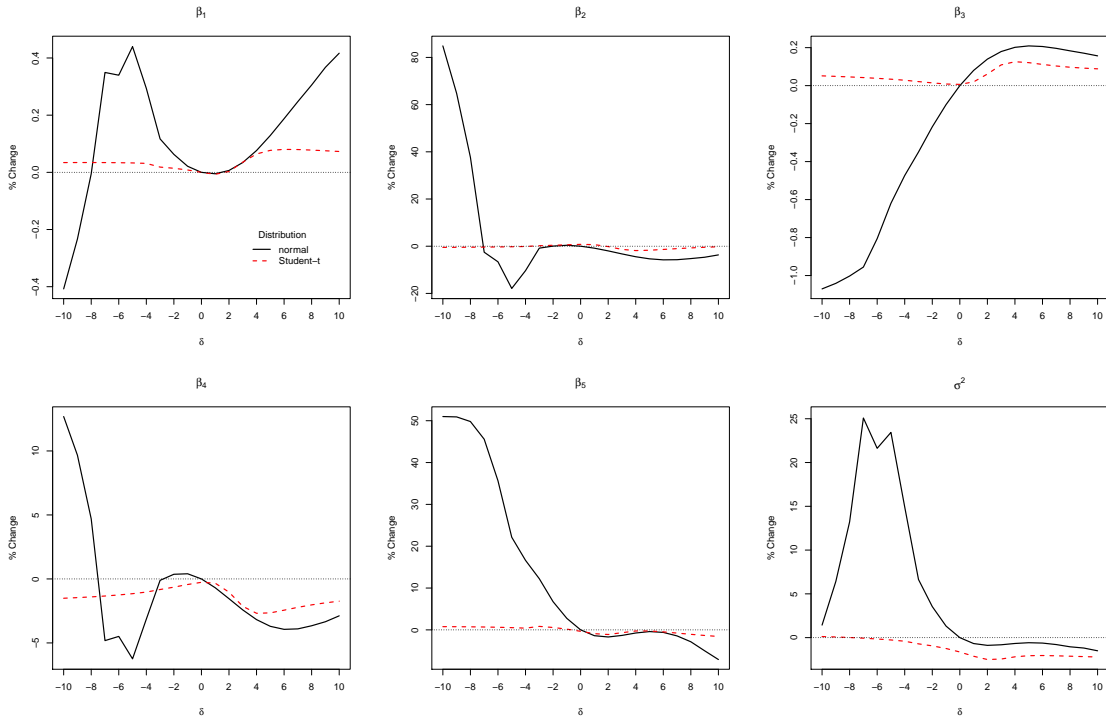 β1
% Change
0.4
0.2
0.0
−0.2
−0.4
Distribution
normal
Student−t
−10 −8 −6 −4 −2 0 2 4 6 8 10
δ
β2
% Change
80
60
40
20
0
−20
−10 −8 −6 −4 −2 0 2 4 6 8 10
δ
β3
% Change
0.2
0.0
−0.2
−0.4
−0.6
−0.8
−1.0
−10 −8 −6 −4 −2 0 2 4 6 8 10
δ
β4
% Change
10
5
0
−5
−10 −8 −6 −4 −2 0 2 4 6 8 10
δ
β5
% Change
50
40
30
20
10
0
−10 −8 −6 −4 −2 0 2 4 6 8 10
δ
σ²
% Change
25
20
15
10
5
0
−10 −8 −6 −4 −2 0 2 4 6 8 10
δ